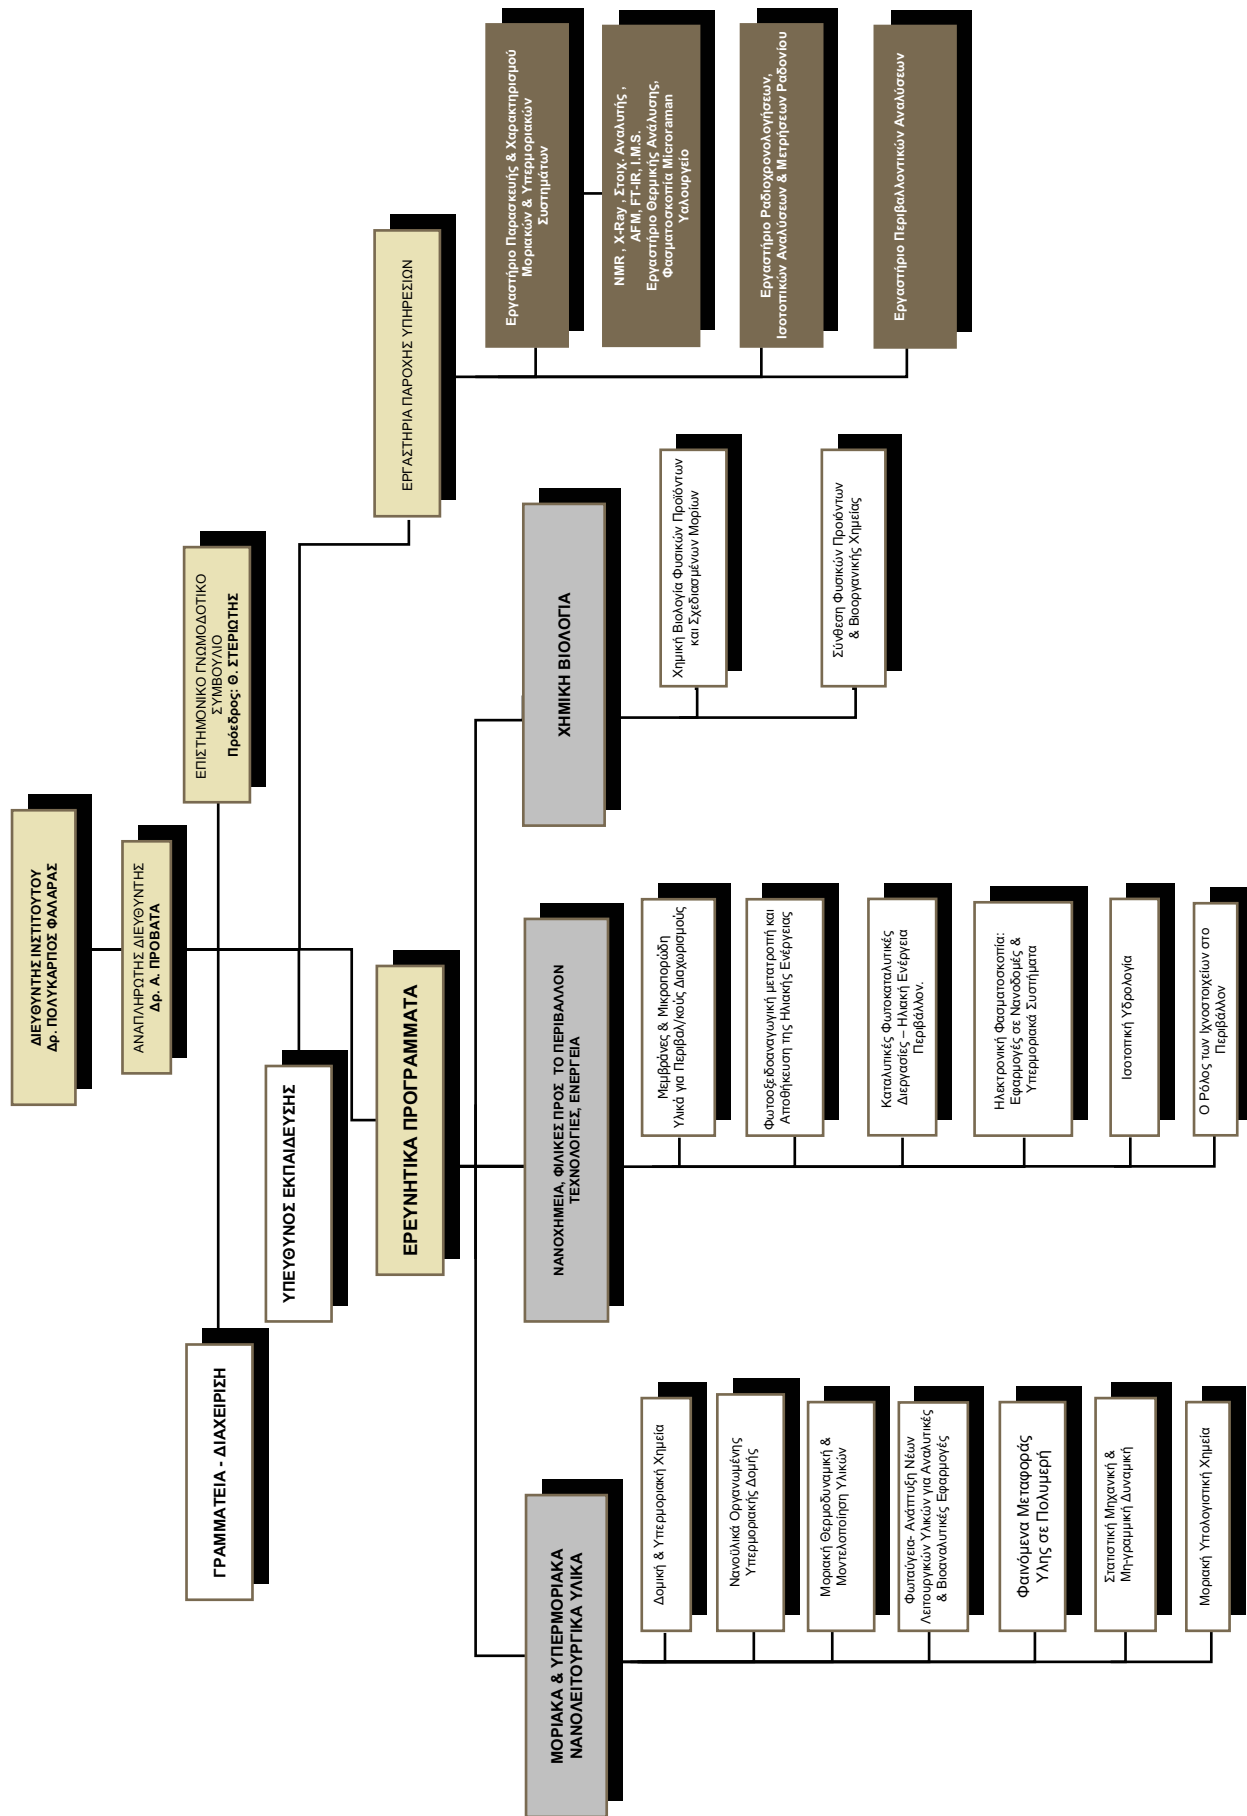 ΔΙΕΥΘΥΝΤΗΣ ΙΝΣΤΙΤΟΥΤΟΥ
Δρ. ΠΟΛΥΚΑΡΠΟΣ ΦΑΛΑΡΑΣ
ΑΝΑΠΛΗΡΩΤΗΣ ΔΙΕΥΘΥΝΤΗΣ
Δρ. Α. ΠΡΟΒΑΤΑ
ΓΡΑΜΜΑΤΕΙΑ - ΔΙΑΧΕΙΡΙΣΗ
ΕΠΙΣΤΗΜΟΝΙΚΟ ΓΝΩΜΟΔΟΤΙΚΟ
ΣΥΜΒΟΥΛΙΟ
Πρόεδρος: Θ. ΣΤΕΡΙΩΤΗΣ
ΥΠΕΥΘΥΝΟΣ ΕΚΠΑΙΔΕΥΣΗΣ
ΕΡΕΥΝΗΤΙΚΑ ΠΡΟΓΡΑΜΜΑΤΑ
ΕΡΓΑΣΤΗΡΙΑ ΠΑΡΟΧΗΣ ΥΠΗΡΕΣΙΩΝ
ΜΟΡΙΑΚΑ & ΥΠΕΡΜΟΡΙΑΚΑ
ΝΑΝΟΛΕΙΤΟΥΡΓΙΚΑ ΥΛΙΚΑ
Δομική & Υπερμοριακή Χημεία
Νανοϋλικά Οργανωμένης
Υπερμοριακής Δομής
Μοριακή Θερμοδυναμική &
Μοντελοποίηση Υλικών
Φωταύγεια- Ανάπτυξη Νέων
Λειτουργικών Υλικών για Αναλυτικές
& Βιοαναλυτικές Εφαρμογές
Φαινόμενα Μεταφοράς
Υλης σε Πολυμερή
Στατιστική Μηχανική &
Μη-γραμμική Δυναμική
Μοριακή Υπολογιστική Χημεία
ΝΑΝΟΧΗΜΕΙΑ, ΦΙΛΙΚΕΣ ΠΡΟΣ ΤΟ ΠΕΡΙΒΑΛΛΟΝ
ΤΕΧΝΟΛΟΓΙΕΣ, ΕΝΕΡΓΕΙΑ
Μεμβράνες & Μικροπορώδη
Υλικά για Περιβαλ/κούς Διαχωρισμούς
Φωτοοξειδοαναγωγική μετατροπή και
Αποθήκευση της Ηλιακής Ενέργειας
Καταλυτικές Φωτοκαταλυτικές
Διεργασίες – Ηλιακή Ενέργεια
Περιβάλλον.
Ηλεκτρονική Φασματοσκοπία:
Εφαρμογές σε Νανοδομές &
Υπερμοριακά Συστήματα
Ισοτοπική Υδρολογία
Ο Ρόλος των Ιχνοστοιχείων στο
Περιβάλλον
ΧΗΜΙΚΗ ΒΙΟΛΟΓΙΑ
Χημική Βιολογία Φυσικών Προϊόντων
και Σχεδιασμένων Μορίων
Σύνθεση Φυσικών Προιόντων
& Βιοοργανικής Χημείας
Εργαστήριο Παρασκευής & Χαρακτηρισμού
Μοριακών & Υπερμοριακών
Συστημάτων
NMR , X-Ray , Στοιχ. Αναλυτής ,
AFM, FT-IR, I.M.S.
Εργαστήριο Θερμικής Ανάλυσης,
Φασματοσκοπία Microraman
Υαλουργείο
Εργαστήριο Ραδιοχρονολογήσεων,
Ισοτοπικών Αναλύσεων & Μετρήσεων Ραδονίου
Εργαστήριο Περιβαλλοντικών Αναλύσεων